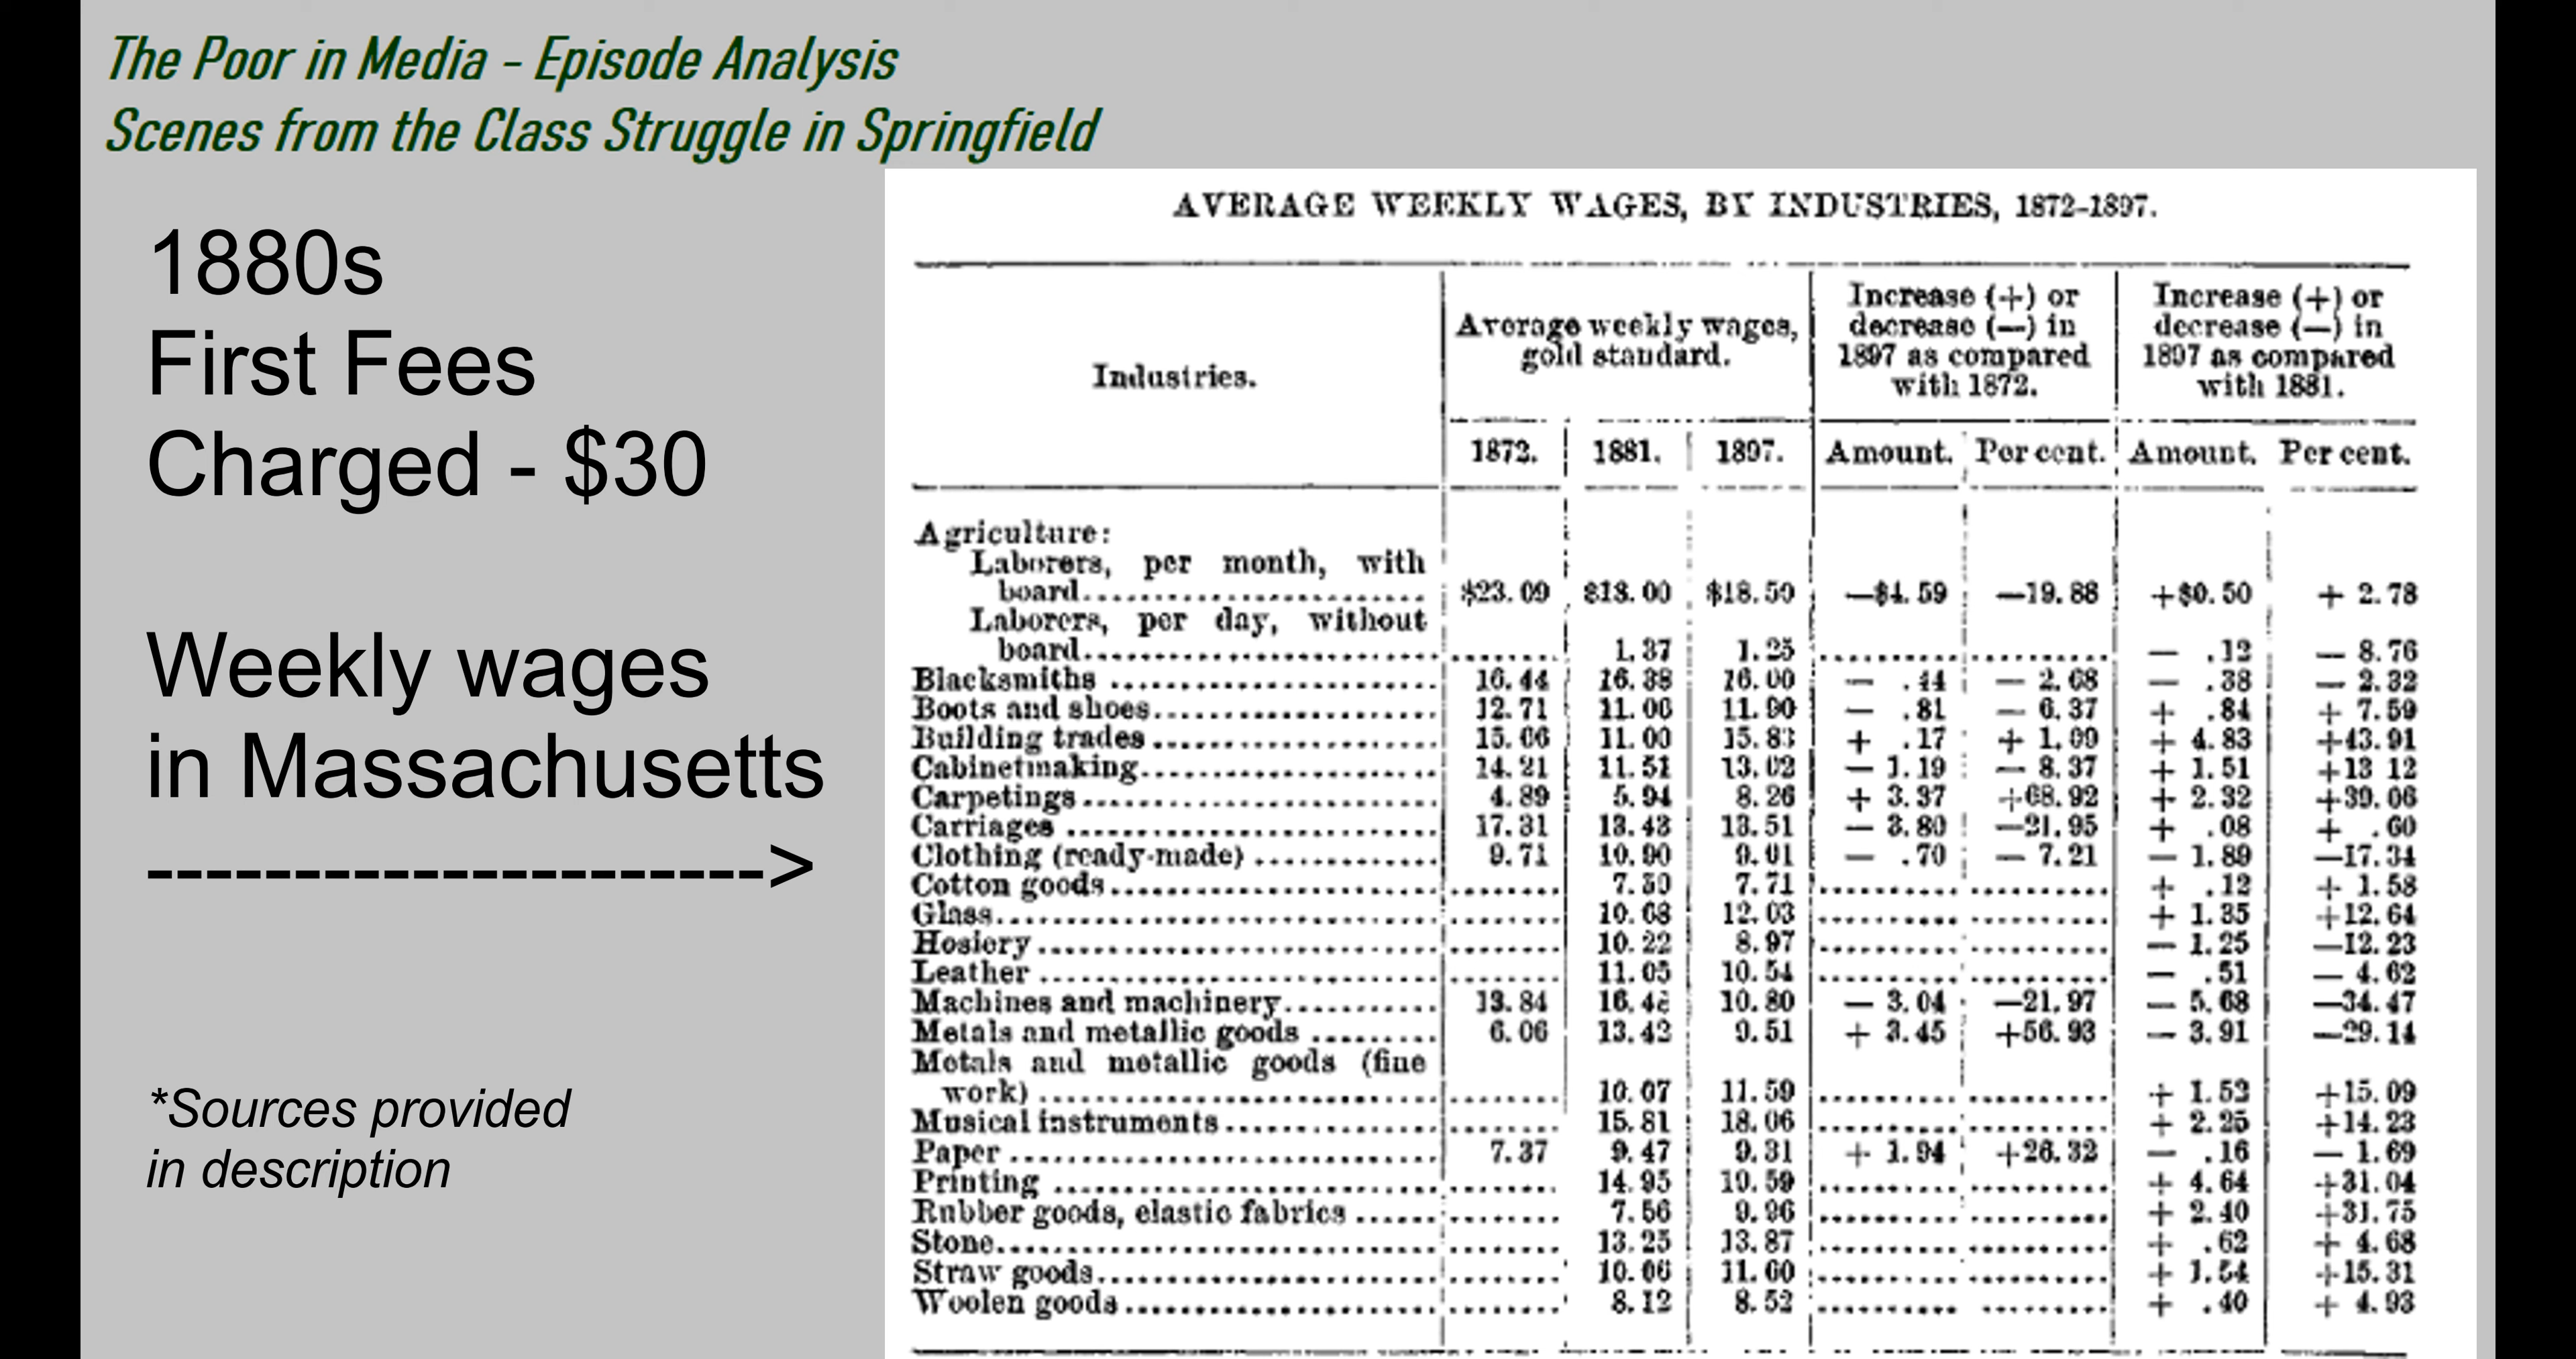 The Poor in Media - Episode Analysis
Scenes from the Class Struggle in Springfield
1880s
First Fees
Charged - $30
Weekly wages
in Massachusetts
--------------------->
*Sources provided
in description
AVERAGE WEEKLY WAGES, BY INDUSTRIES, 1872-1897.
Industries.
Average weekly wages,
gold standard.
Increase (+) or
decrease (—) in
1897 as compared
with 1872.
Increase (+) or
decrease (—) in
1897 as compared
with 1881.
1872. 1881. 1897. Amount. Per cent. Amount. Per cent.
Agriculture:
Laborers, per month, with
board $23.09 $18.00 $18.50 —$4.59 —19.88 +$0.50 + 2.78
Laborers, per day, without
board 1.37 1.25 — .12 — 8.76
Blacksmiths 16.44 16.38 16.00 — .44 — 2.68 — .38 — 2.32
Boots and shoes 12.71 11.06 11.90 — .81 — 6.37 + .84 + 7.59
Building trades 15.66 11.00 15.83 + .17 + 1.09 + 4.83 +43.91
Cabinetmaking 14.21 11.51 13.02 — 1.19 — 8.37 + 1.51 +13 12
Carpetings 4.89 5.94 8.26 + 3.37 +68.92 + 2.32 +39.06
Carriages 17.31 13.43 13.51 — 3.80 —21.95 + .08 + .60
Clothing (ready-made) 9.71 10.90 9.01 — .70 — 7.21 — 1.89 —17.34
Cotton goods 7.59 7.71 + .12 + 1.58
Glass 10.68 12.03 + 1.35 +12.64
Hosiery 10.22 8.97 — 1.25 —12.23
Leather 11.05 10.54 — .51 — 4.62
Machines and machinery 13.84 16.48 10.80 — 3.04 —21.97 — 5.68 —34.47
Metals and metallic goods 6.06 13.42 9.51 + 3.45 +56.93 — 3.91 —29.14
Metals and metallic goods (fine
work) 10.07 11.59 + 1.52 +15.09
Musical instruments 15.81 18.06 + 2.25 +14.23
Paper 7.37 9.47 9.31 + 1.94 +26.32 — .16 — 1.69
Printing 14.95 19.59 + 4.64 +31.04
Rubber goods, elastic fabrics 7.56 9.96 + 2.40 +31.75
Stone 13.25 13.87 + .62 + 4.68
Straw goods 10.06 11.60 + 1.54 +15.31
Woolen goods 8.12 8.52 + .40 + 4.93